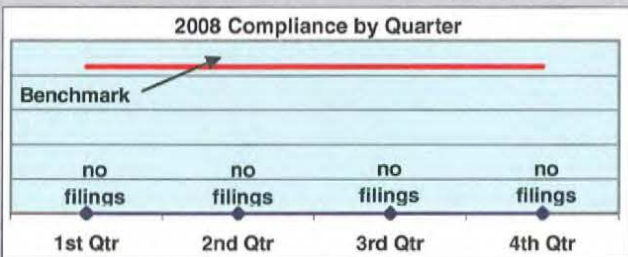 2008 Compliance by Quarter
Benchmark
no no no no
filings filings filings filings
1st Qtr 2nd Qtr 3rd Qtr 4th Qtr